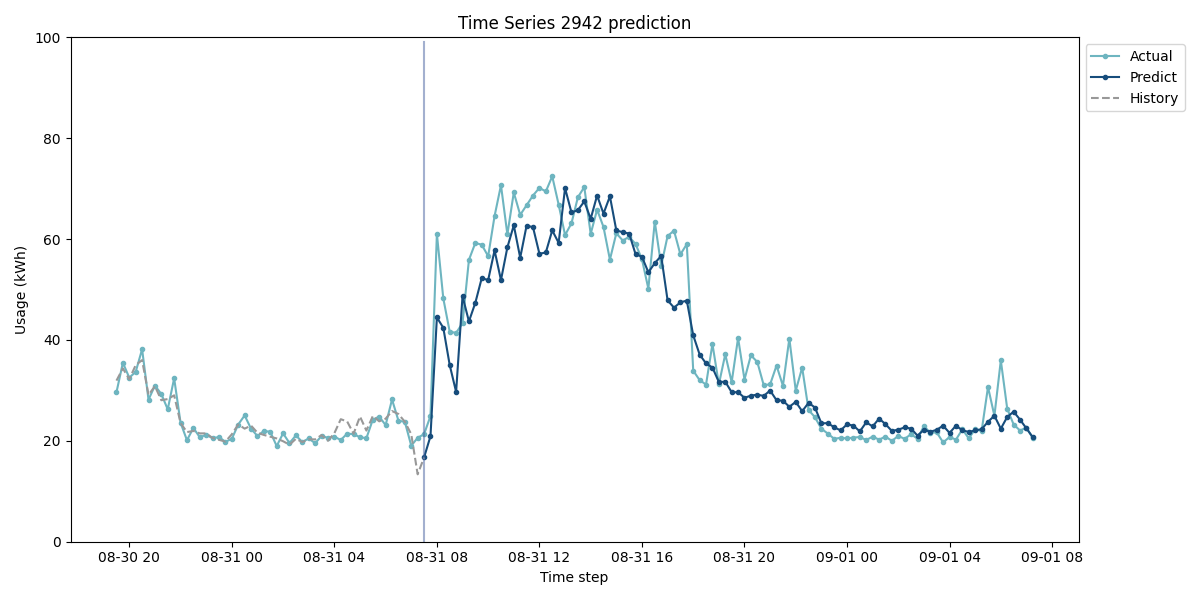 Time Series 2942 prediction
Actual
Predict
History
Usage (kWh)
100
80
60
40
20
0
08-30 20
08-31 00
08-31 04
08-31 08
08-31 12
08-31 16
08-31 20
09-01 00
09-01 04
09-01 08
Time step